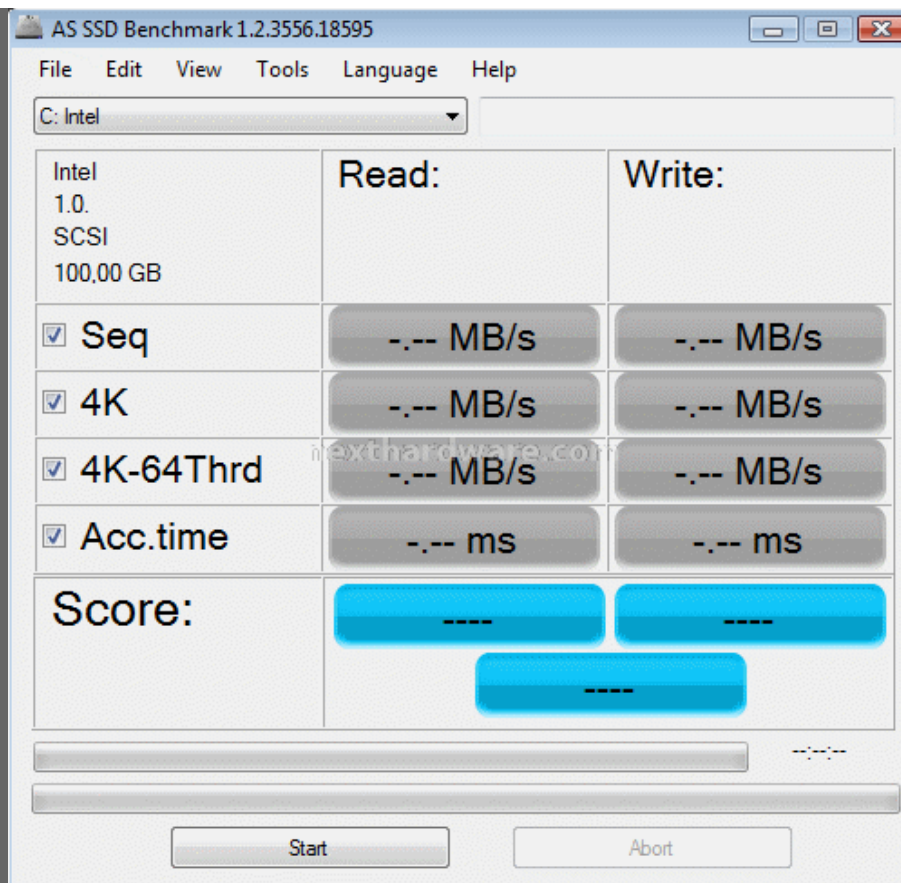 AS SSD Benchmark 1.2.3556.18595
File Edit View Tools Language Help
C: Intel
Intel
1.0.
SCSI
100,00 GB
Read:
Write:
Seq
-.-- MB/s
-.-- MB/s
4K
-.-- MB/s
-.-- MB/s
nexthardware.com
4K-64Thrd
-.-- MB/s
-.-- MB/s
Acc.time
-.-- ms
-.-- ms
Score:
----
----
----
--:--:--
Start
Abort